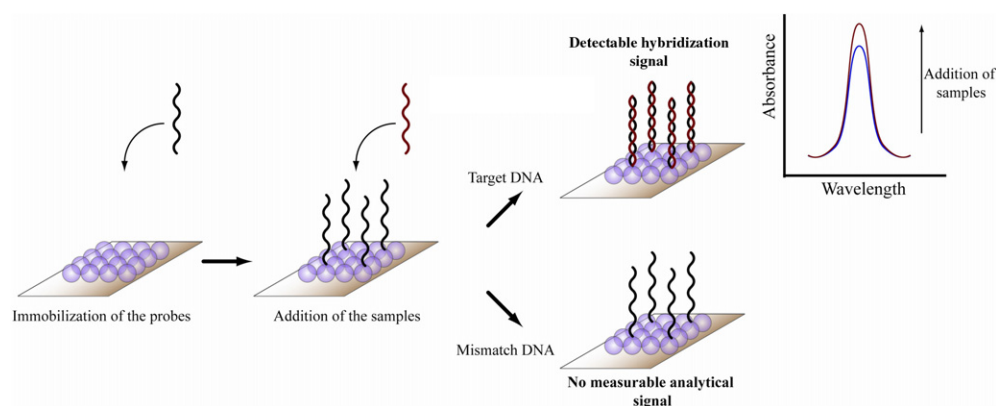 Immobilization of the probes
Addition of the samples
Target DNA
Mismatch DNA
Detectable hybridization
signal
No measurable analytical
signal
Absorbance
Wavelength
Addition of
samples